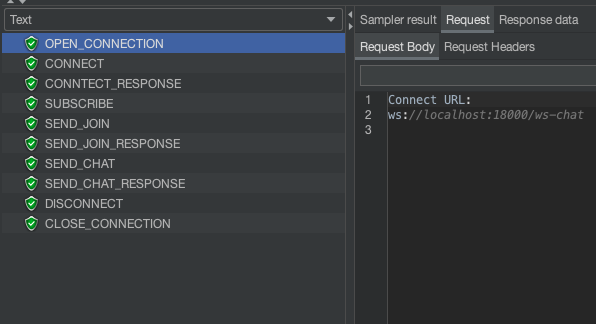 Text
OPEN_CONNECTION
CONNECT
CONNTECT_RESPONSE
SUBSCRIBE
SEND_JOIN
SEND_JOIN_RESPONSE
SEND_CHAT
SEND_CHAT_RESPONSE
DISCONNECT
CLOSE_CONNECTION
Sampler result Request Response data
Request Body Request Headers
1 Connect URL:
2 ws://localhost:18000/ws-chat
3